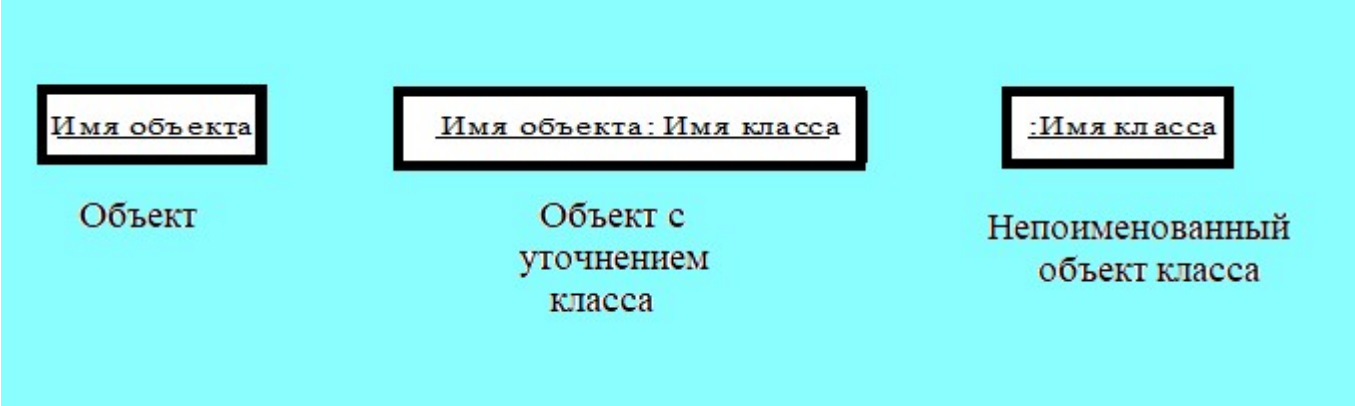 Имя объекта
Имя объекта: Имя класса
:Имя класса
Объект
Объект с
уточнением
класса
Непоименованный
объект класса